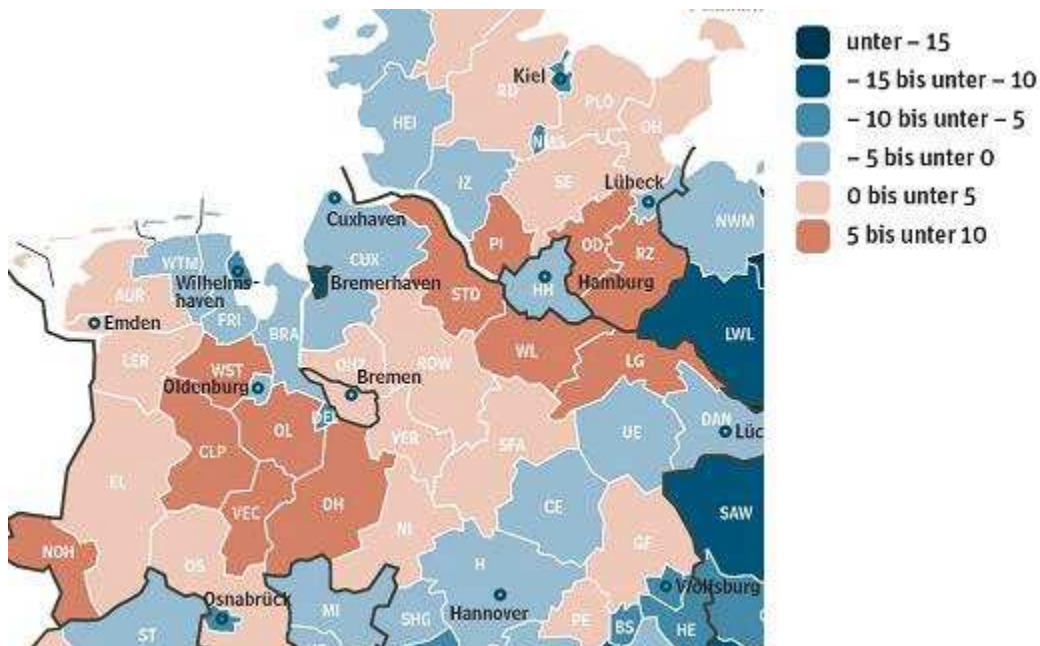 unter – 15
– 15 bis unter – 10
– 10 bis unter – 5
– 5 bis unter 0
0 bis unter 5
5 bis unter 10
Kiel
RD
PLÖ
OH
HEI
NMS
IZ
SE
Lübeck
NWM
Cuxhaven
PI
OD
RZ
CUX
WTM
Wilhelms-
haven
Bremerhaven
STD
HH
Hamburg
AUR
Emden
FRI
BRA
LWL
LER
WST
OHZ
ROW
WL
LG
Oldenburg
Bremen
DEL
OL
VER
SFA
UE
DAN
Lüc
CLP
EL
VEC
DH
NI
CE
SAW
GF
NOH
OS
H
Osnabrück
MI
SHG
Hannover
PE
Wolfsburg
BS
HE
ST